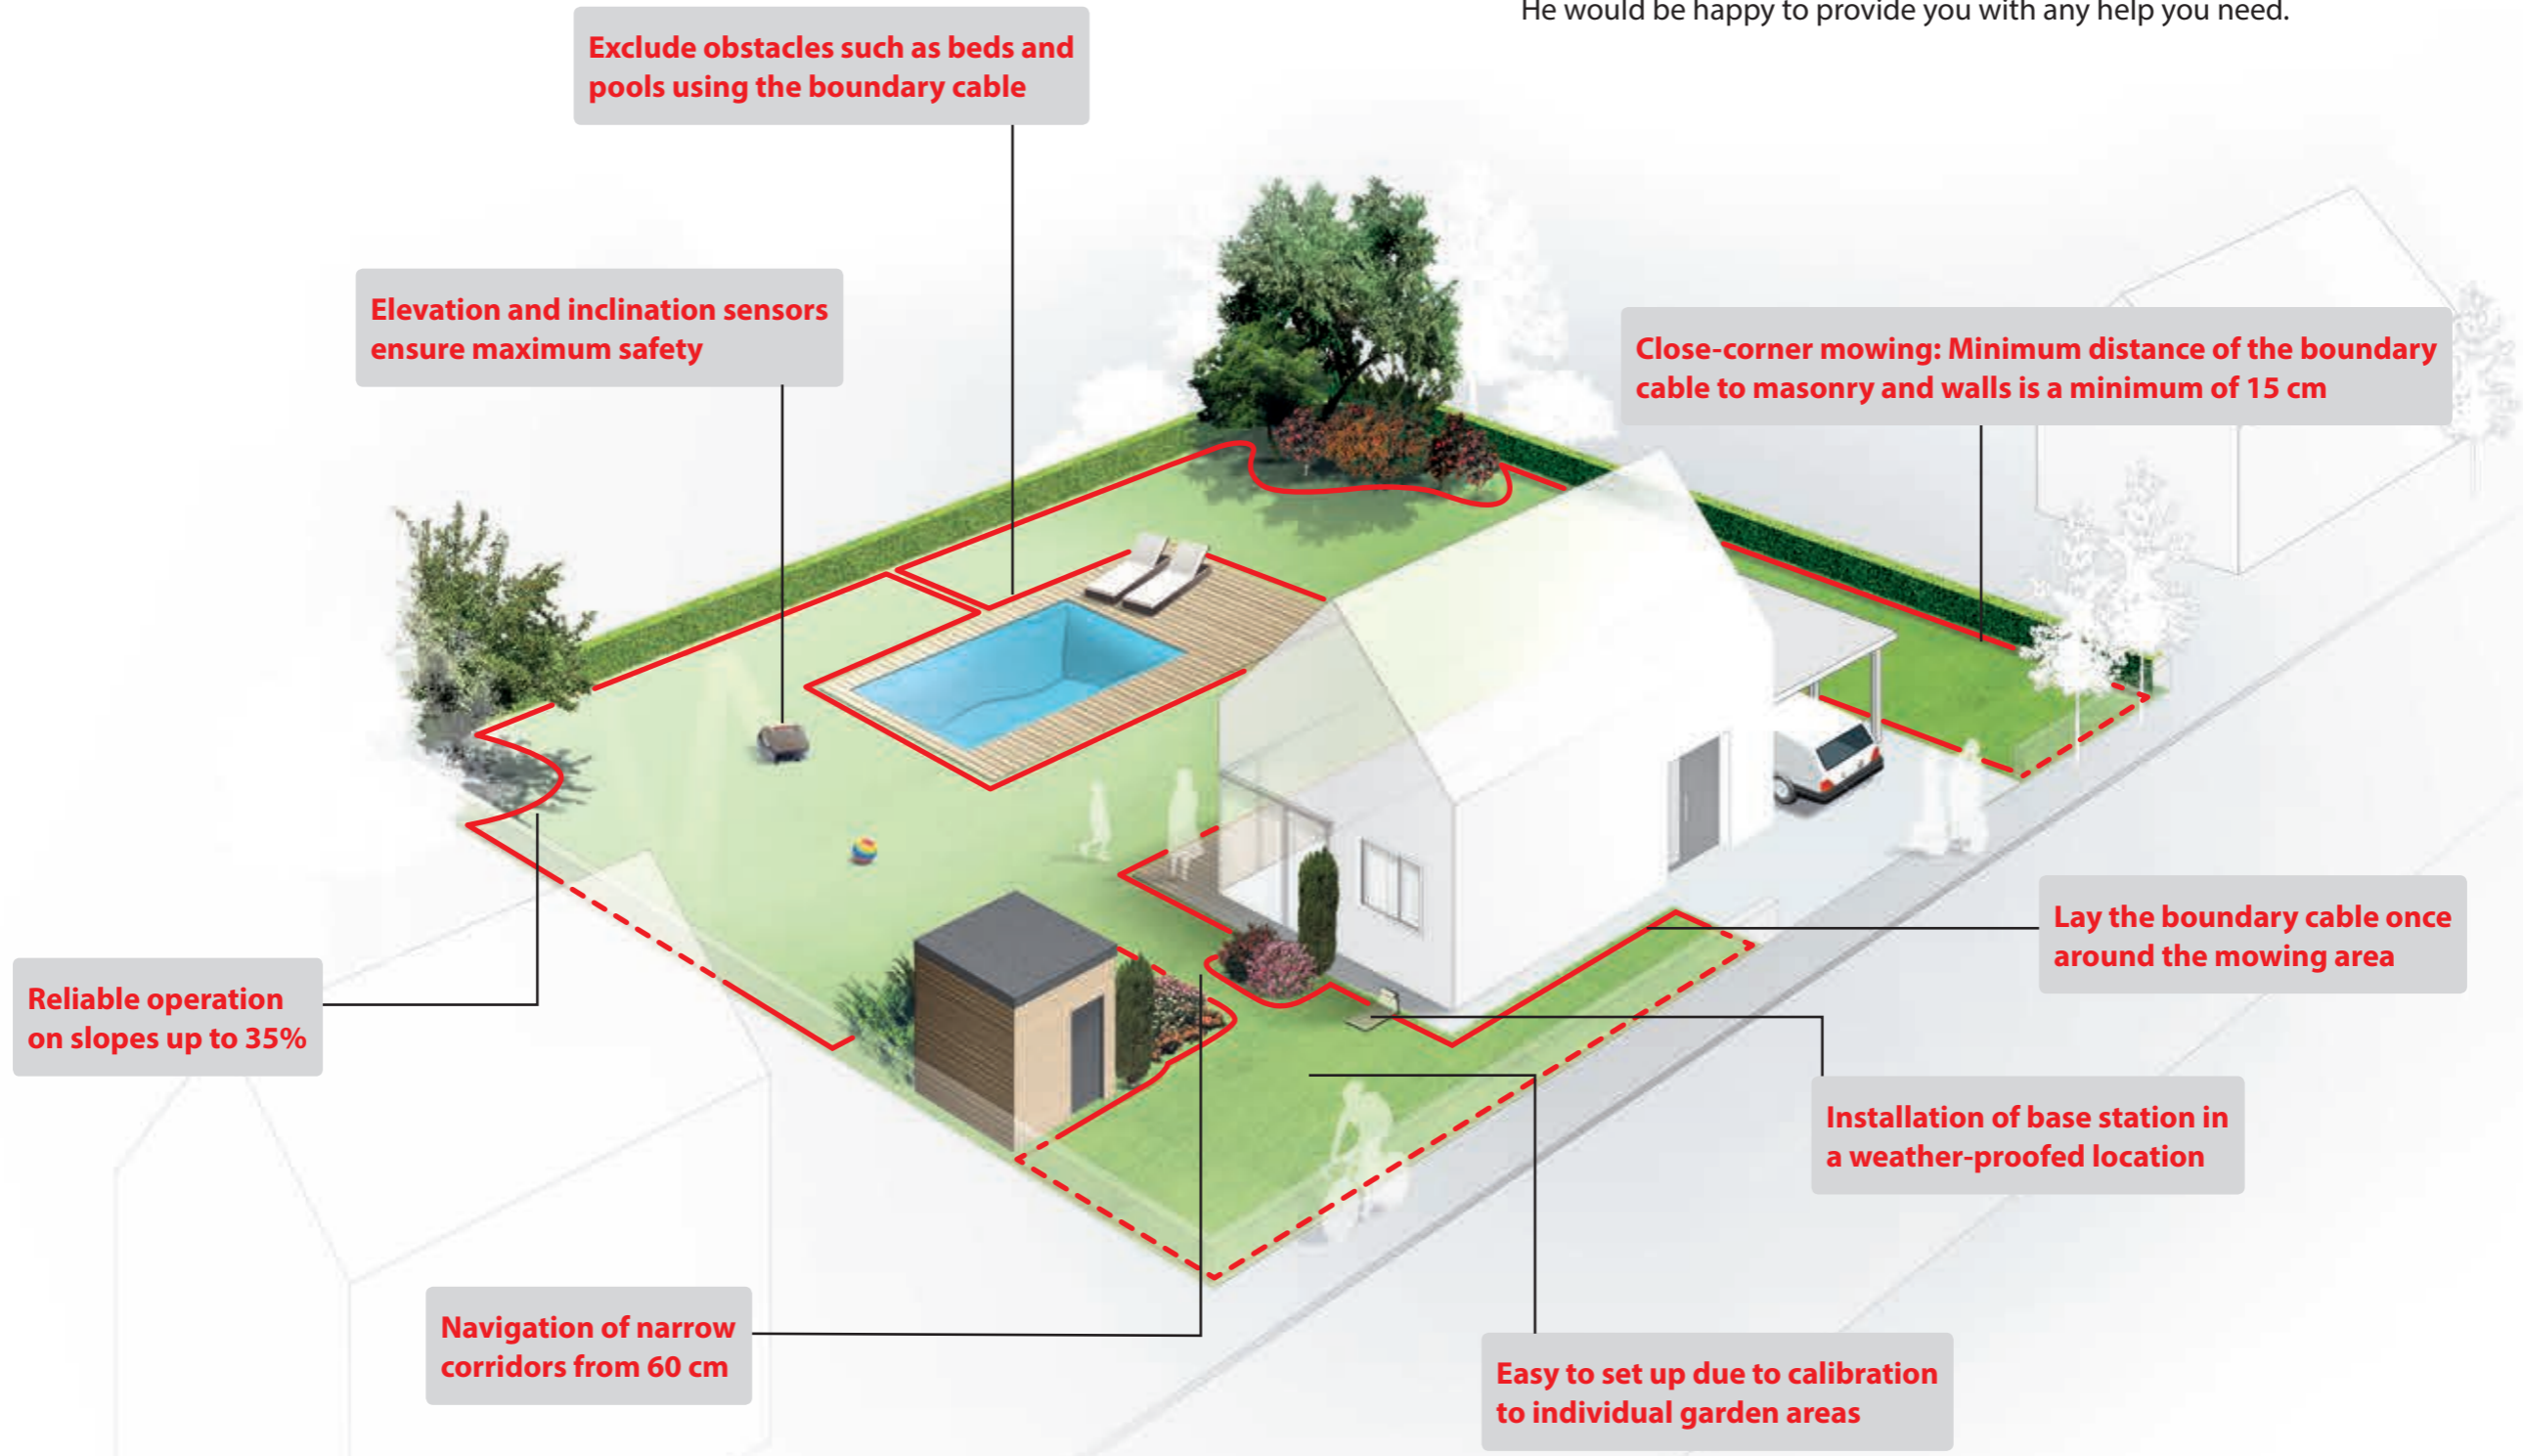 He would be happy to provide you with any help you need.
Exclude obstacles such as beds and
pools using the boundary cable
Elevation and inclination sensors
ensure maximum safety
Close-corner mowing: Minimum distance of the boundary
cable to masonry and walls is a minimum of 15 cm
Lay the boundary cable once
around the mowing area
Reliable operation
on slopes up to 35%
Installation of base station in
a weather-proofed location
Navigation of narrow
corridors from 60 cm
Easy to set up due to calibration
to individual garden areas